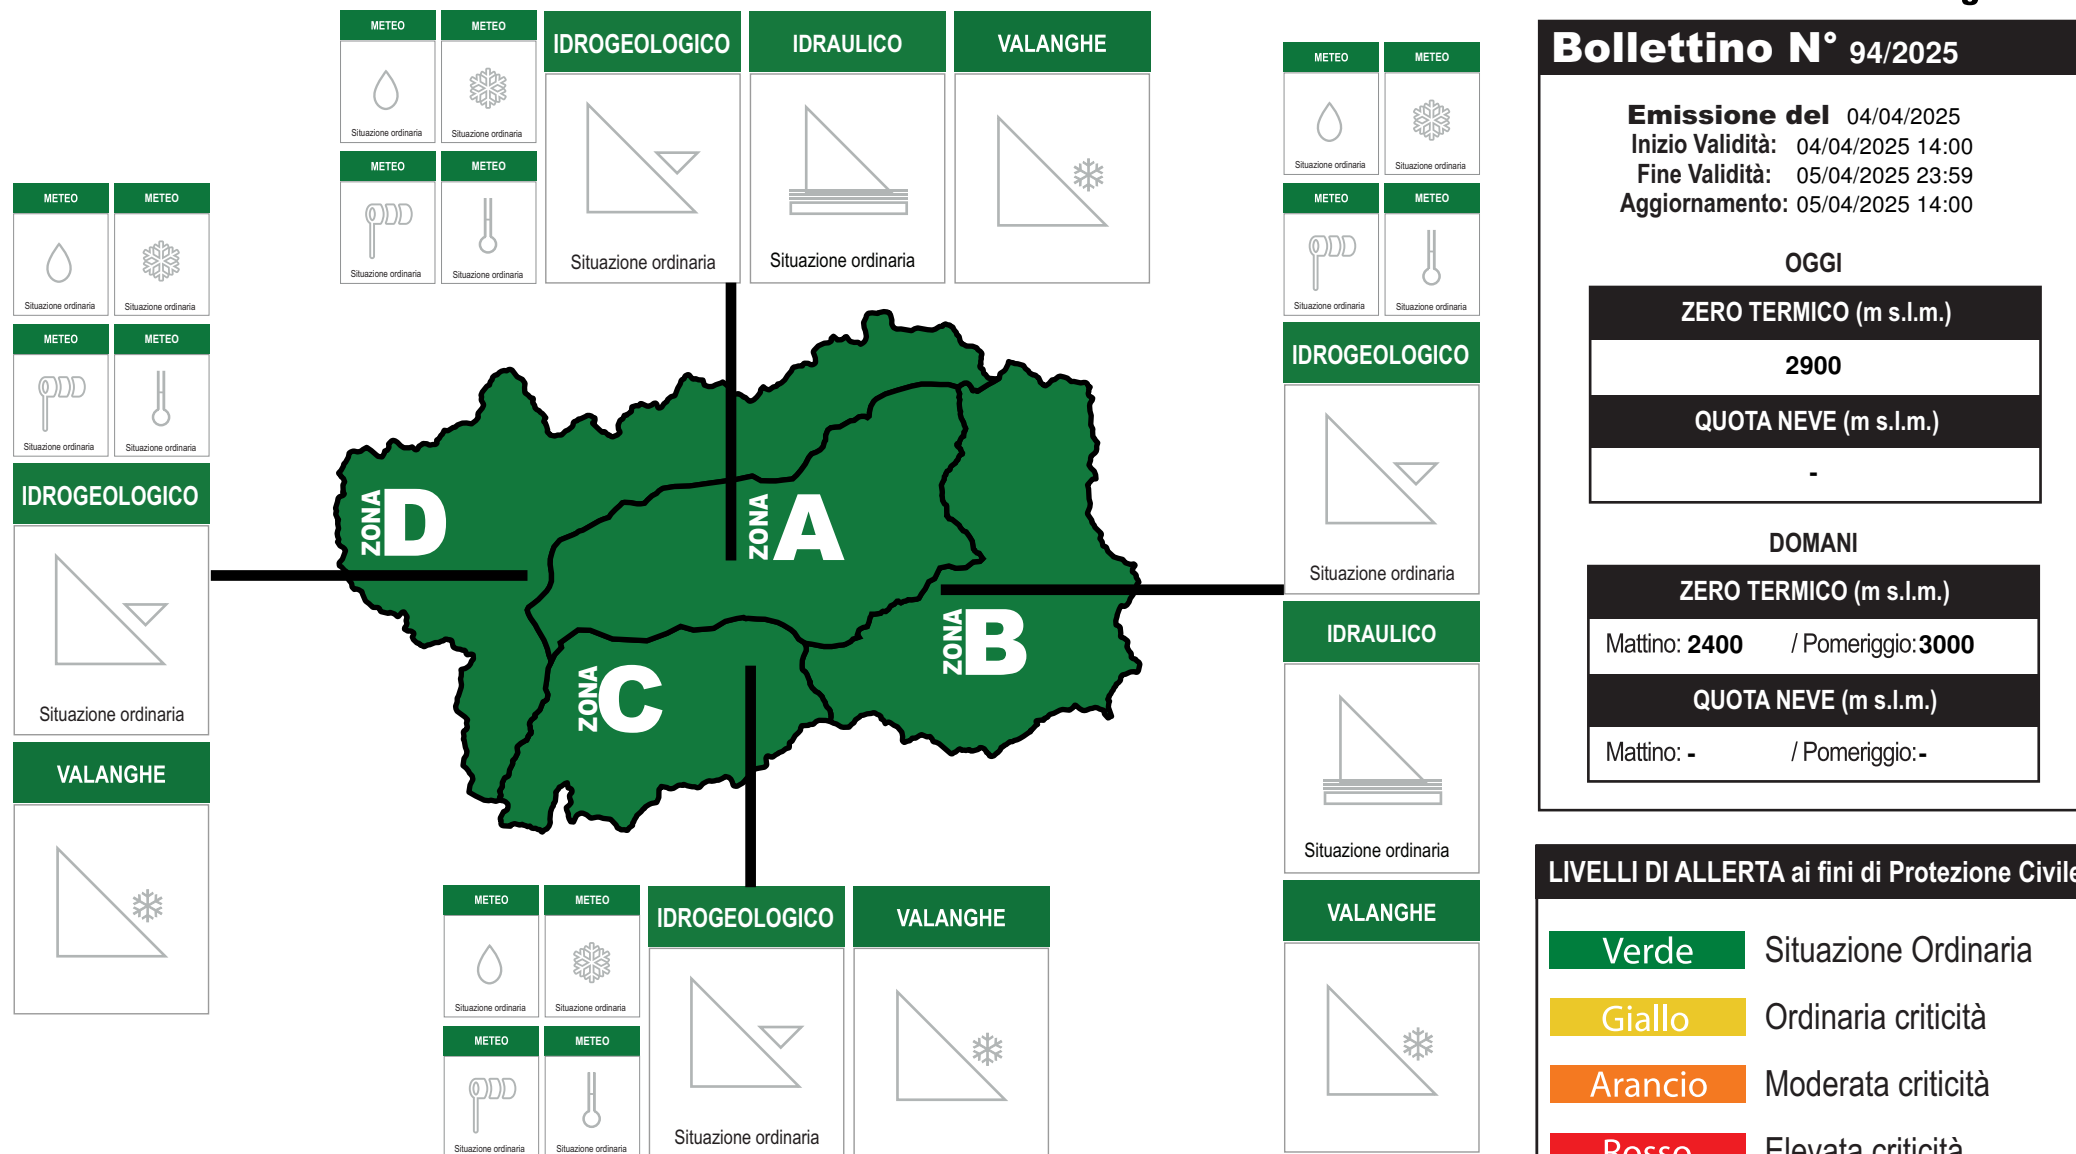 METEO
METEO
Situazione ordinaria
Situazione ordinaria
METEO
METEO
Situazione ordinaria
Situazione ordinaria
IDROGEOLOGICO
Situazione ordinaria
IDRAULICO
Situazione ordinaria
VALANGHE
METEO
METEO
Situazione ordinaria
Situazione ordinaria
METEO
METEO
Situazione ordinaria
Situazione ordinaria
IDROGEOLOGICO
Situazione ordinaria
VALANGHE
ZONA D
ZONA A
ZONA B
ZONA C
METEO
METEO
Situazione ordinaria
Situazione ordinaria
METEO
METEO
Situazione ordinaria
Situazione ordinaria
IDROGEOLOGICO
Situazione ordinaria
VALANGHE
METEO
METEO
Situazione ordinaria
Situazione ordinaria
METEO
METEO
Situazione ordinaria
Situazione ordinaria
IDROGEOLOGICO
Situazione ordinaria
IDRAULICO
Situazione ordinaria
VALANGHE
Bollettino N° 94/2025
Emissione del 04/04/2025
Inizio Validità: 04/04/2025 14:00
Fine Validità: 05/04/2025 23:59
Aggiornamento: 05/04/2025 14:00
OGGI
ZERO TERMICO (m s.l.m.)
2900
QUOTA NEVE (m s.l.m.)
-
DOMANI
ZERO TERMICO (m s.l.m.)
Mattino: 2400 / Pomeriggio: 3000
QUOTA NEVE (m s.l.m.)
Mattino: - / Pomeriggio: -
LIVELLI DI ALLERTA ai fini di Protezione Civile
Verde Situazione Ordinaria
Giallo Ordinaria criticità
Arancio Moderata criticità
Rosso Elevata criticità